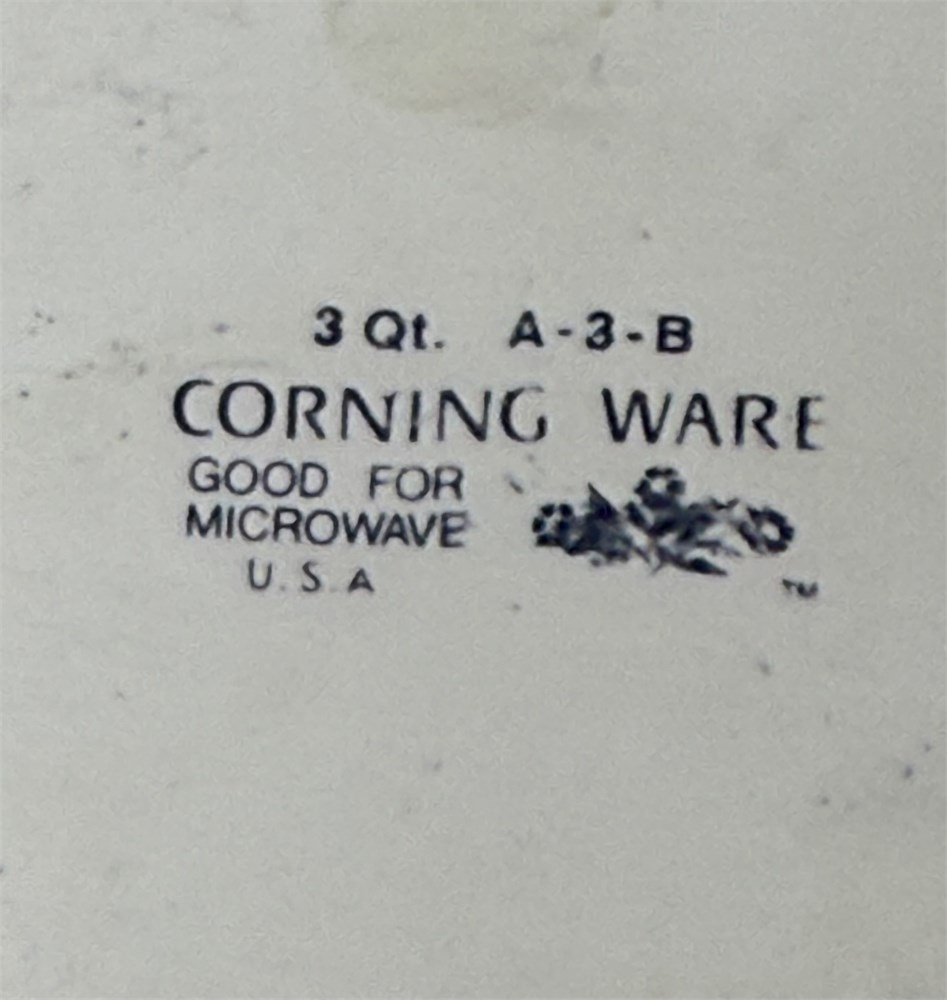 3 Qt. A-3-B
CORNING WARE
GOOD FOR
MICROWAVE
U.S.A
TM